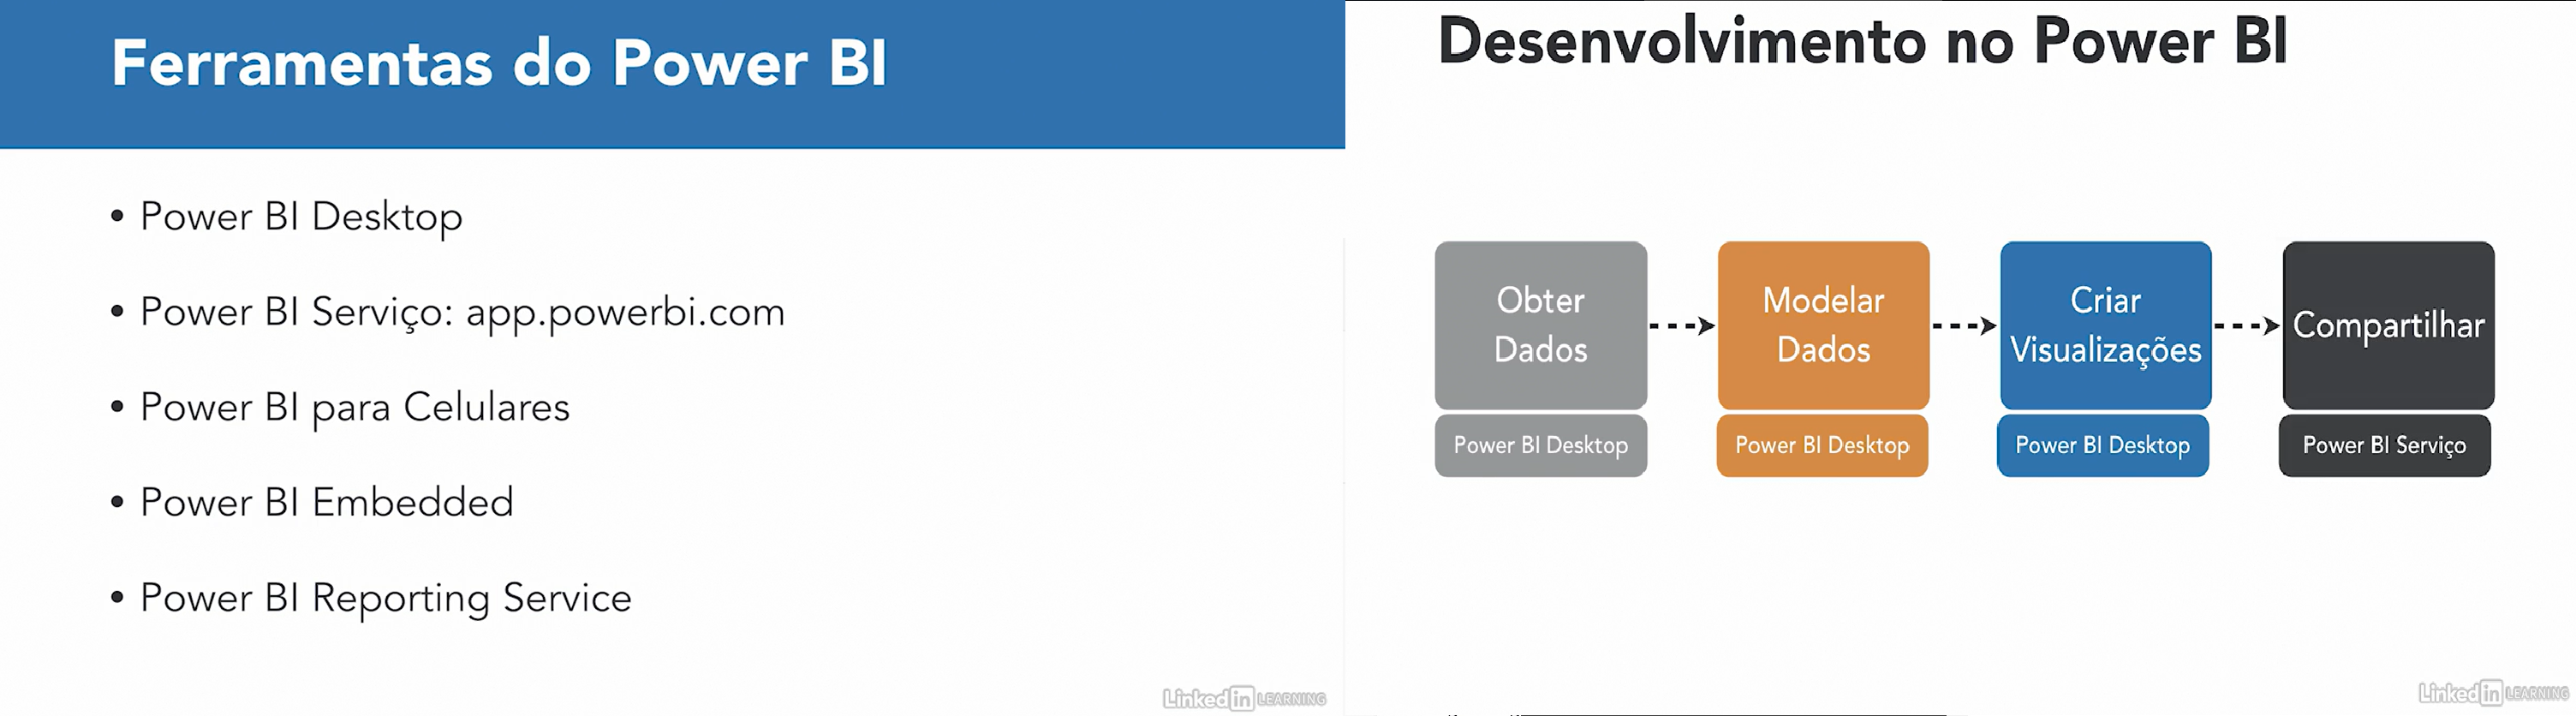 Ferramentas do Power BI
• Power BI Desktop
• Power BI Serviço: app.powerbi.com
• Power BI para Celulares
• Power BI Embedded
• Power BI Reporting Service
Linked in LEARNING
Desenvolvimento no Power BI
Obter
Dados
Power BI Desktop
Modelar
Dados
Power BI Desktop
Criar
Visualizações
Power BI Desktop
Compartilhar
Power BI Serviço
Linked in LEARNING